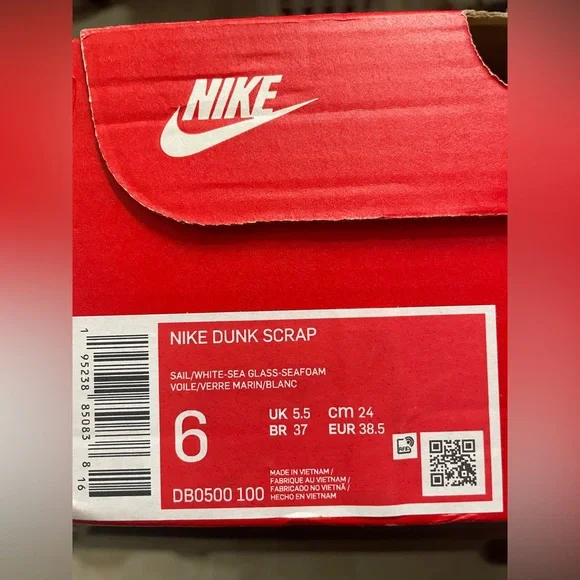 NIKE
NIKE DUNK SCRAP
SAIL/WHITE-SEA GLASS-SEAFOAM
VOILE/VERRE MARIN/BLANC
6
UK 5.5 cm 24
BR 37 EUR 38.5
MADE IN VIETNAM /
FABRIQUE AU VIETNAM /
FABRICADO NO VIETNÃ /
HECHO EN VIETNAM
DB0500 100
1 95238 85083 8 16